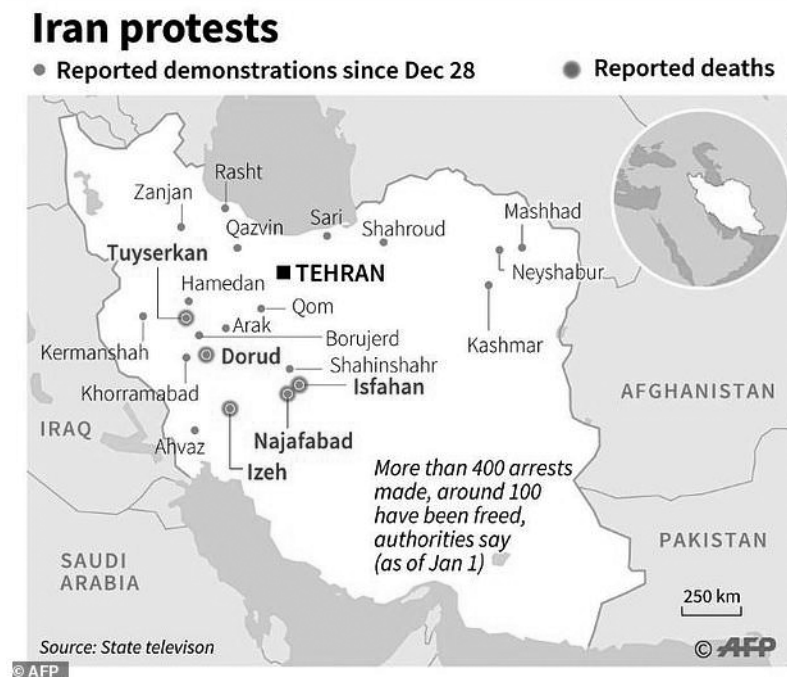 Iran protests
Reported demonstrations since Dec 28
Reported deaths
Rasht
Zanjan
Qazvin
Sari
Shahroud
Mashhad
Tuyserkan
TEHRAN
Neyshabur
Hamedan
Qom
Arak
Borujerd
Kashmar
Kermanshah
Dorud
Shahinshahr
Khorramabad
Isfahan
AFGHANISTAN
IRAQ
Ahvaz
Najafabad
Izeh
More than 400 arrests
made, around 100
have been freed,
authorities say
(as of Jan 1)
PAKISTAN
SAUDI
ARABIA
250 km
Source: State televison
© AFP
© AFP